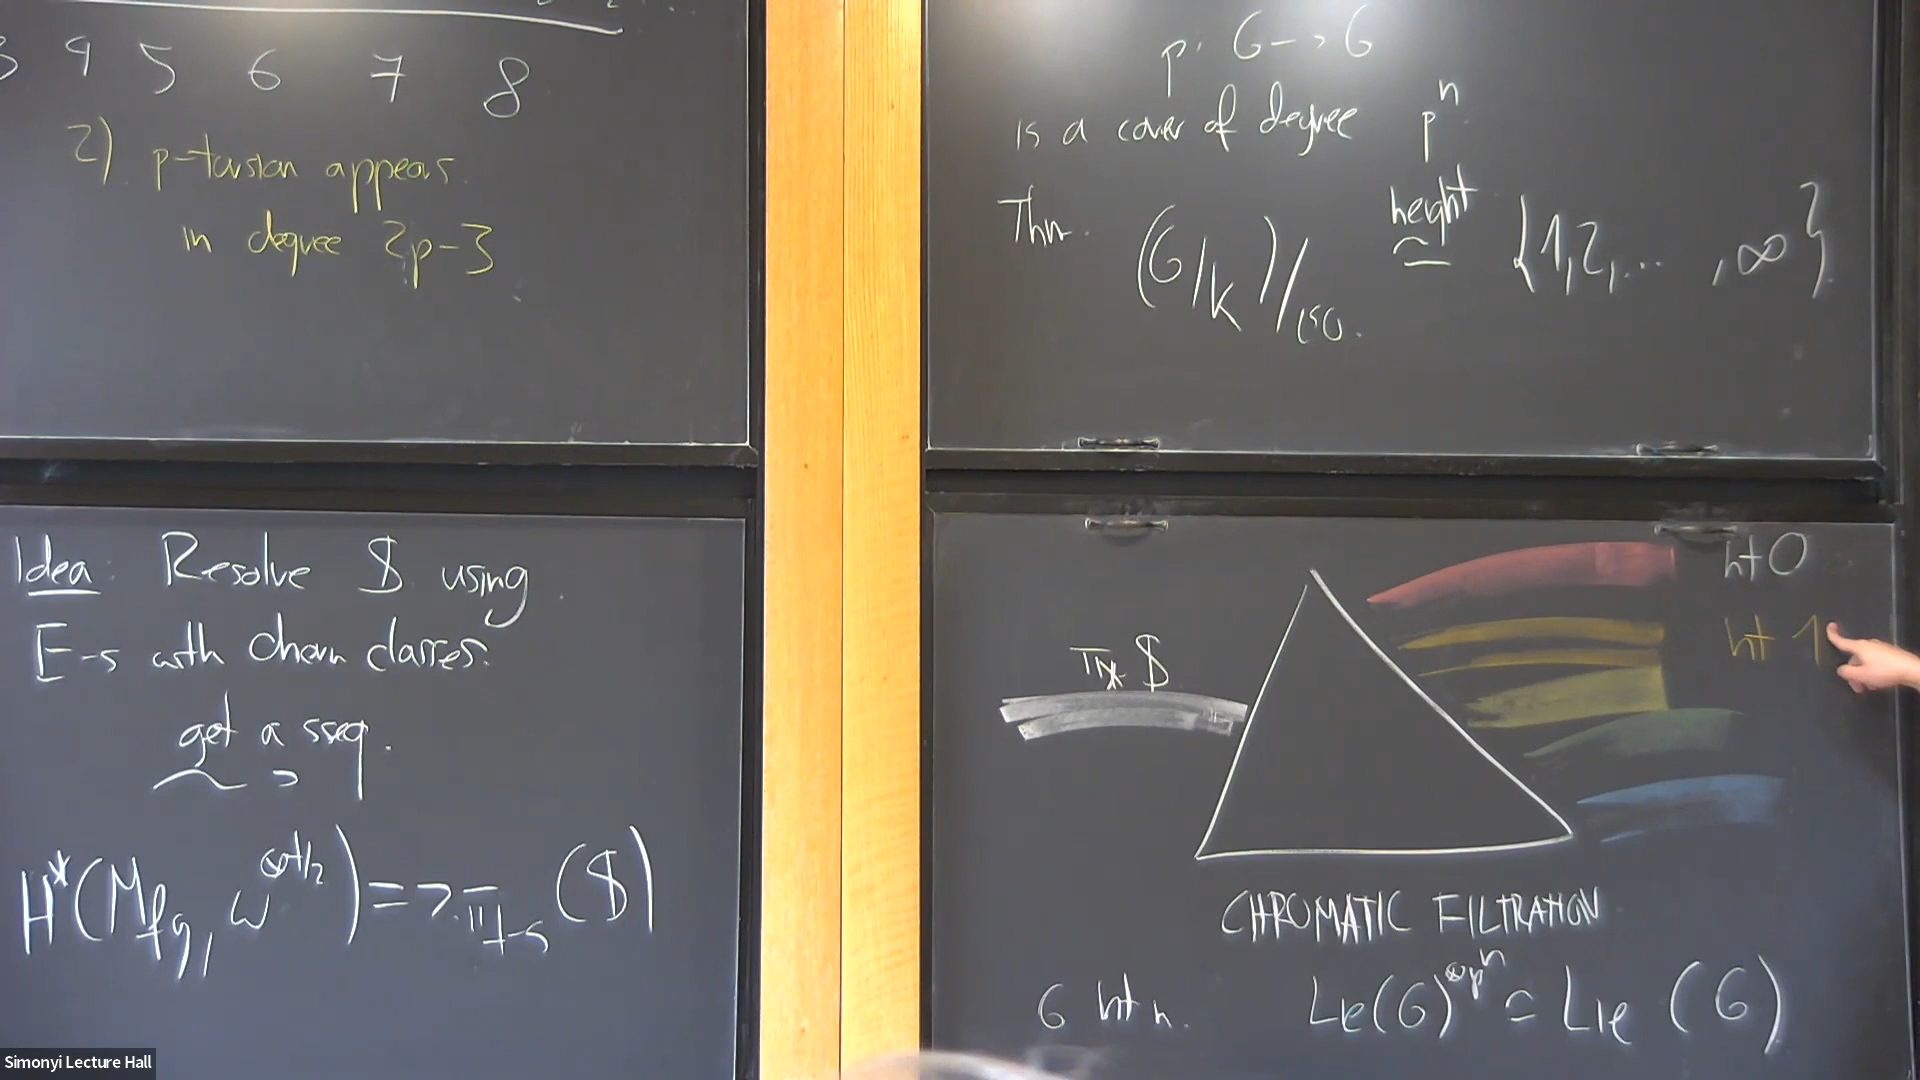 3 4 5 6 7 8
2) p-torsion appears
in degree 2p-3
Idea: Resolve $ using
E-s with chern classes.
get a sseq.
H*(M_fg, ω^⊗t/2) => π_t-s ($)
p: G -> G
is a cover of degree p^n
Thm. (G/k)/iso. ≃ height {1,2,... ,∞}
ht 0
ht 1
π_* $
CHROMATIC FILTRATION
G ht n. Lie(G)^⊗p^n ≃ Lie (G)
Simonyi Lecture Hall